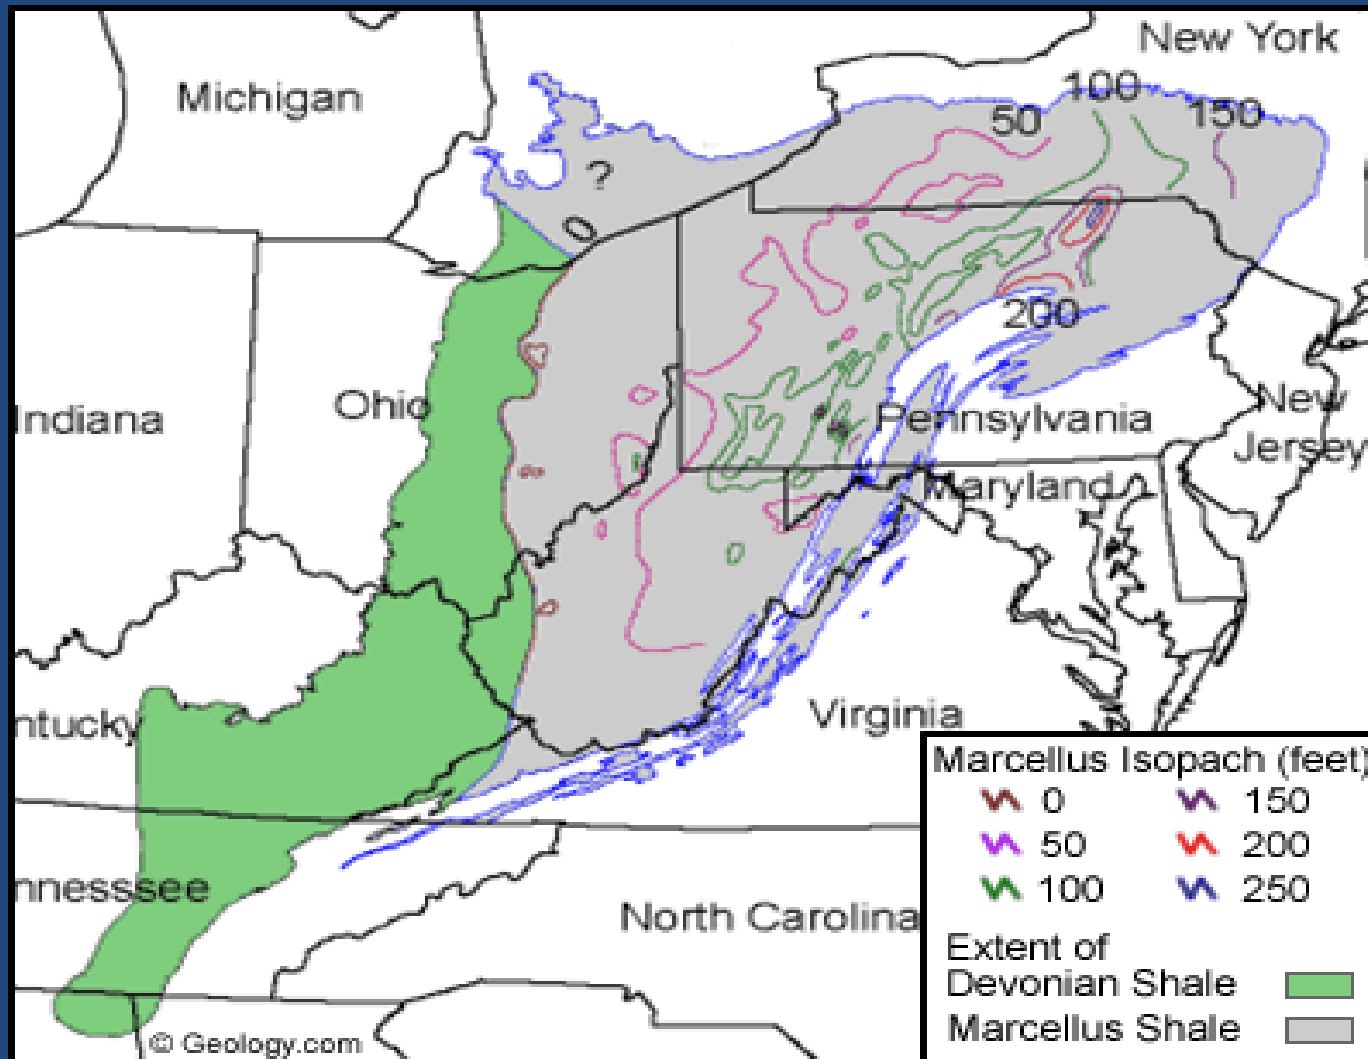 New York
Michigan
100
50
150
?
0
200
Indiana
Ohio
Pennsylvania
New
Jersey
Maryland
ntucky
Virginia
nnesssee
North Carolina
Marcellus Isopach (feet)
0 150
50 200
100 250
Extent of
Devonian Shale
Marcellus Shale
© Geology.com